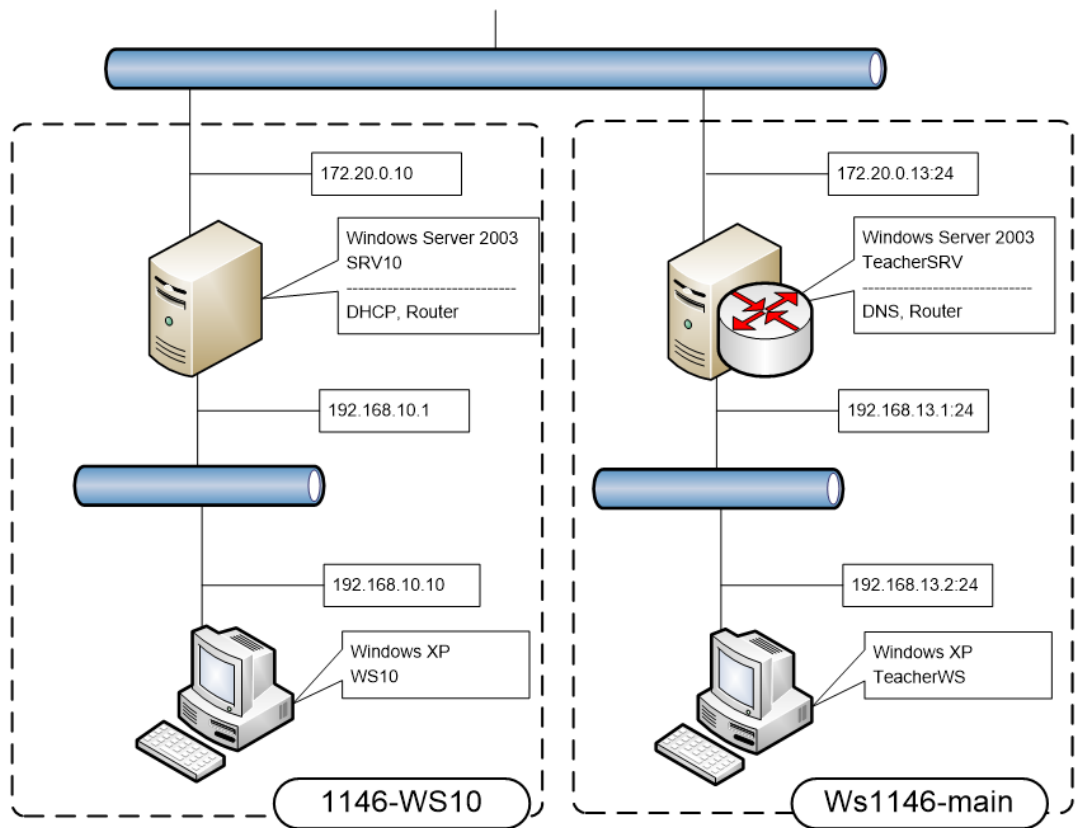 172.20.0.10
Windows Server 2003
SRV10
------------------------------
DHCP, Router
192.168.10.1
192.168.10.10
Windows XP
WS10
1146-WS10
172.20.0.13:24
Windows Server 2003
TeacherSRV
------------------------------
DNS, Router
192.168.13.1:24
192.168.13.2:24
Windows XP
TeacherWS
Ws1146-main